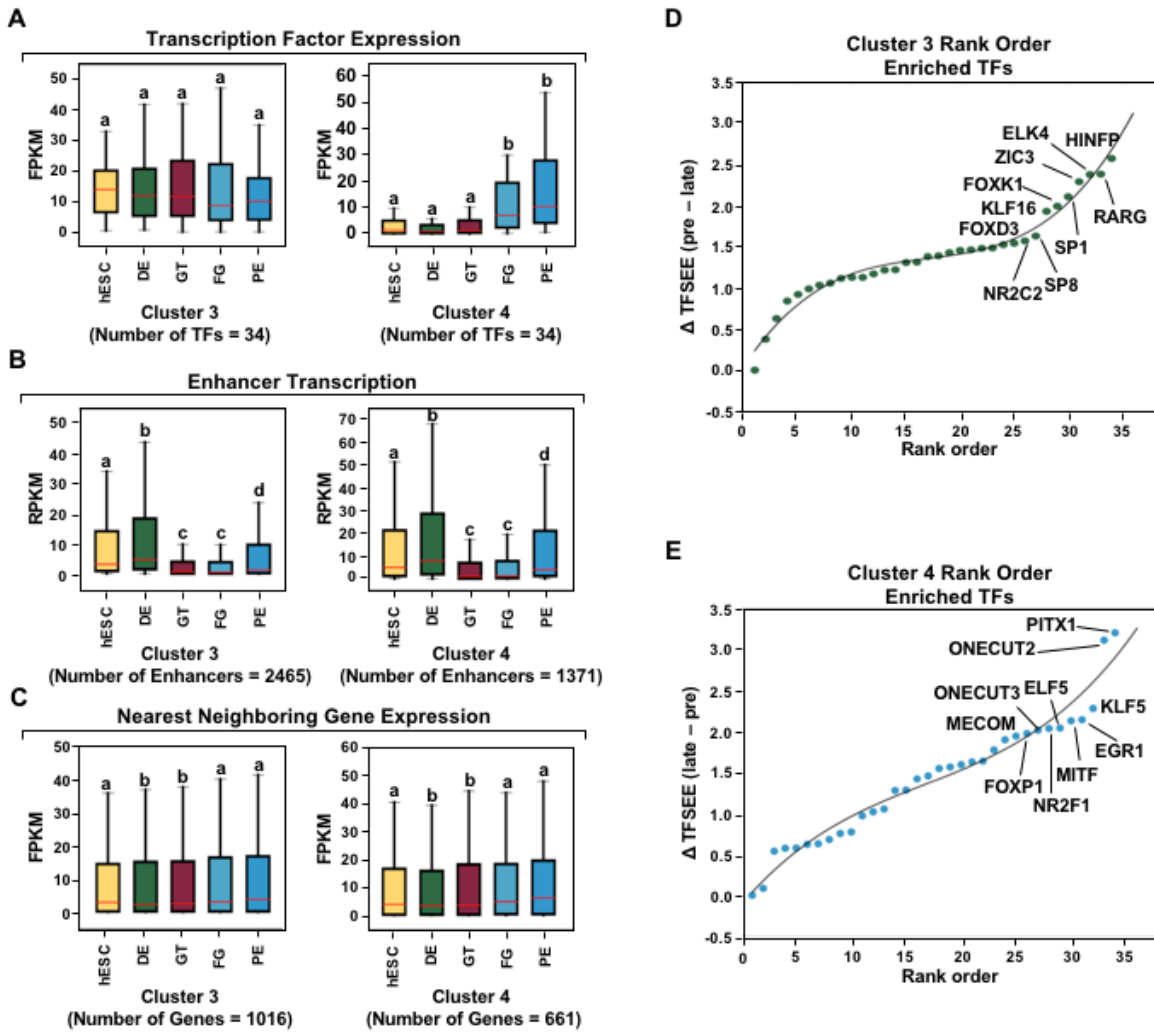 A
Transcription Factor Expression
FPKM
50
40
30
20
10
0
a
a
a
a
a
hESC
DE
GT
FG
PE
Cluster 3
(Number of TFs = 34)
FPKM
60
50
40
30
20
10
0
a
a
a
b
b
hESC
DE
GT
FG
PE
Cluster 4
(Number of TFs = 34)
B
Enhancer Transcription
RPKM
50
40
30
20
10
0
a
b
c
c
d
hESC
DE
GT
FG
PE
Cluster 3
(Number of Enhancers = 2465)
RPKM
70
60
50
40
30
20
10
0
a
b
c
c
d
hESC
DE
GT
FG
PE
Cluster 4
(Number of Enhancers = 1371)
C
Nearest Neighboring Gene Expression
FPKM
50
40
30
20
10
0
a
b
b
a
a
hESC
DE
GT
FG
PE
Cluster 3
(Number of Genes = 1016)
FPKM
60
50
40
30
20
10
0
a
b
b
a
a
hESC
DE
GT
FG
PE
Cluster 4
(Number of Genes = 661)
D
Cluster 3 Rank Order
Enriched TFs
Δ TFSEE (pre – late)
3.5
3.0
2.5
2.0
1.5
1.0
0.5
0.0
-0.5
ELK4
HINFP
ZIC3
FOXK1
RARG
KLF16
FOXD3
SP1
SP8
NR2C2
0
5
10
15
20
25
30
35
Rank order
E
Cluster 4 Rank Order
Enriched TFs
Δ TFSEE (late – pre)
3.5
3.0
2.5
2.0
1.5
1.0
0.5
0.0
-0.5
PITX1
ONECUT2
ONECUT3
ELF5
KLF5
MECOM
EGR1
MITF
FOXP1
NR2F1
0
5
10
15
20
25
30
35
Rank order